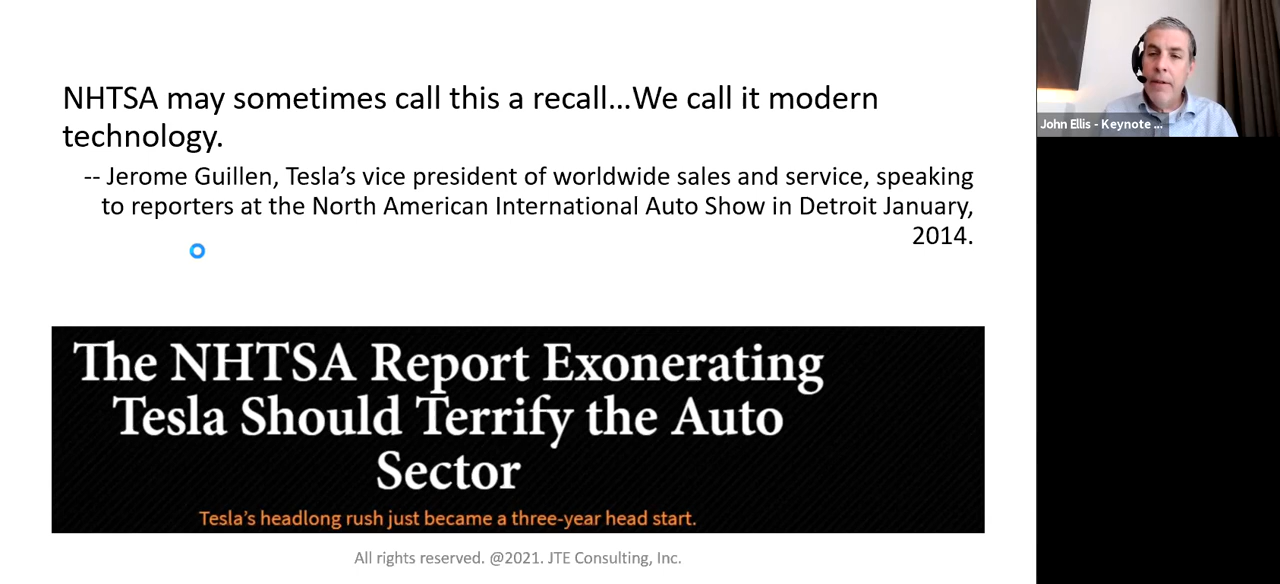 NHTSA may sometimes call this a recall...We call it modern
technology.
-- Jerome Guillen, Tesla’s vice president of worldwide sales and service, speaking
to reporters at the North American International Auto Show in Detroit January,
2014.
The NHTSA Report Exonerating
Tesla Should Terrify the Auto
Sector
Tesla’s headlong rush just became a three-year head start.
All rights reserved. @2021. JTE Consulting, Inc.
John Ellis - Keynote ...